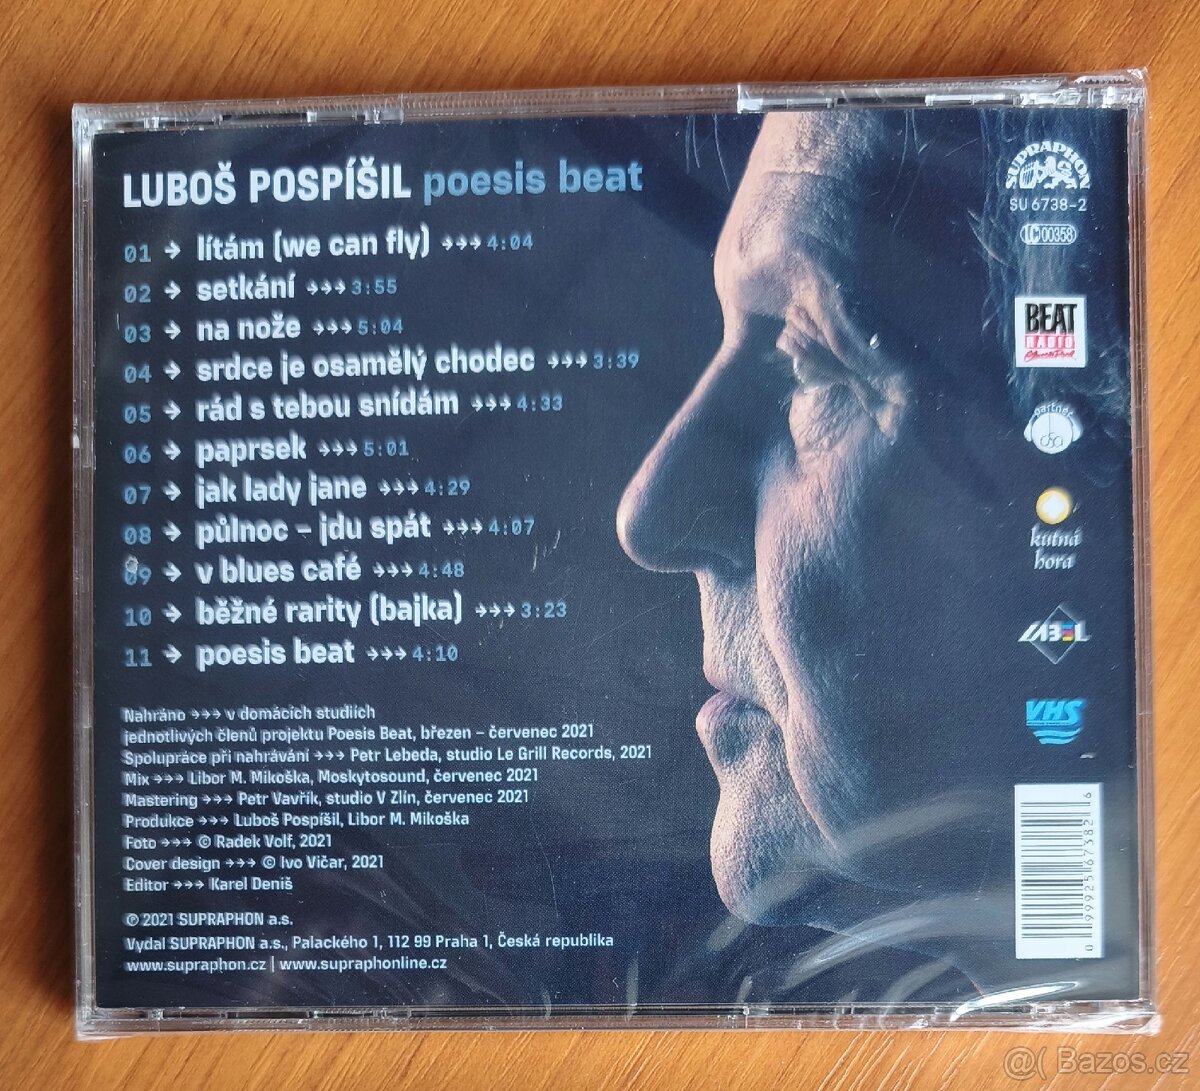 LUBOŠ POSPÍŠIL poesis beat
01 → lítám (we can fly) →→→ 4:04
02 → setkání →→→ 3:55
03 → na nože →→→ 5:04
04 → srdce je osamělý chodec →→→ 3:39
05 → rád s tebou snídám →→→ 4:33
06 → paprsek →→→ 5:01
07 → jak lady jane →→→ 4:29
08 → půlnoc – jdu spát →→→ 4:07
09 → v blues café →→→ 4:48
10 → běžné rarity (bajka) →→→ 3:23
11 → poesis beat →→→ 4:10
Nahráno →→→ v domácích studiích
jednotlivých členů projektu Poesis Beat, březen – červenec 2021
Spolupráce při nahrávání →→→ Petr Lebeda, studio Le Grill Records, 2021
Mix →→→ Libor M. Mikoška, Moskytosound, červenec 2021
Mastering →→→ Petr Vavřík, studio V Zlín, červenec 2021
Produkce →→→ Luboš Pospíšil, Libor M. Mikoška
Foto →→→ © Radek Volf, 2021
Cover design →→→ © Ivo Vičar, 2021
Editor →→→ Karel Deniš
℗ 2021 SUPRAPHON a.s.
Vydal SUPRAPHON a.s., Palackého 1, 112 99 Praha 1, Česká republika
www.supraphon.cz | www.supraphonline.cz
SUPRAPHON
SU 6738-2
LC 00358
BEAT
RADIO
partner
osa
kutná
hora
LABEL
VHS
0 99925 67382 6
@( Bazos.cz